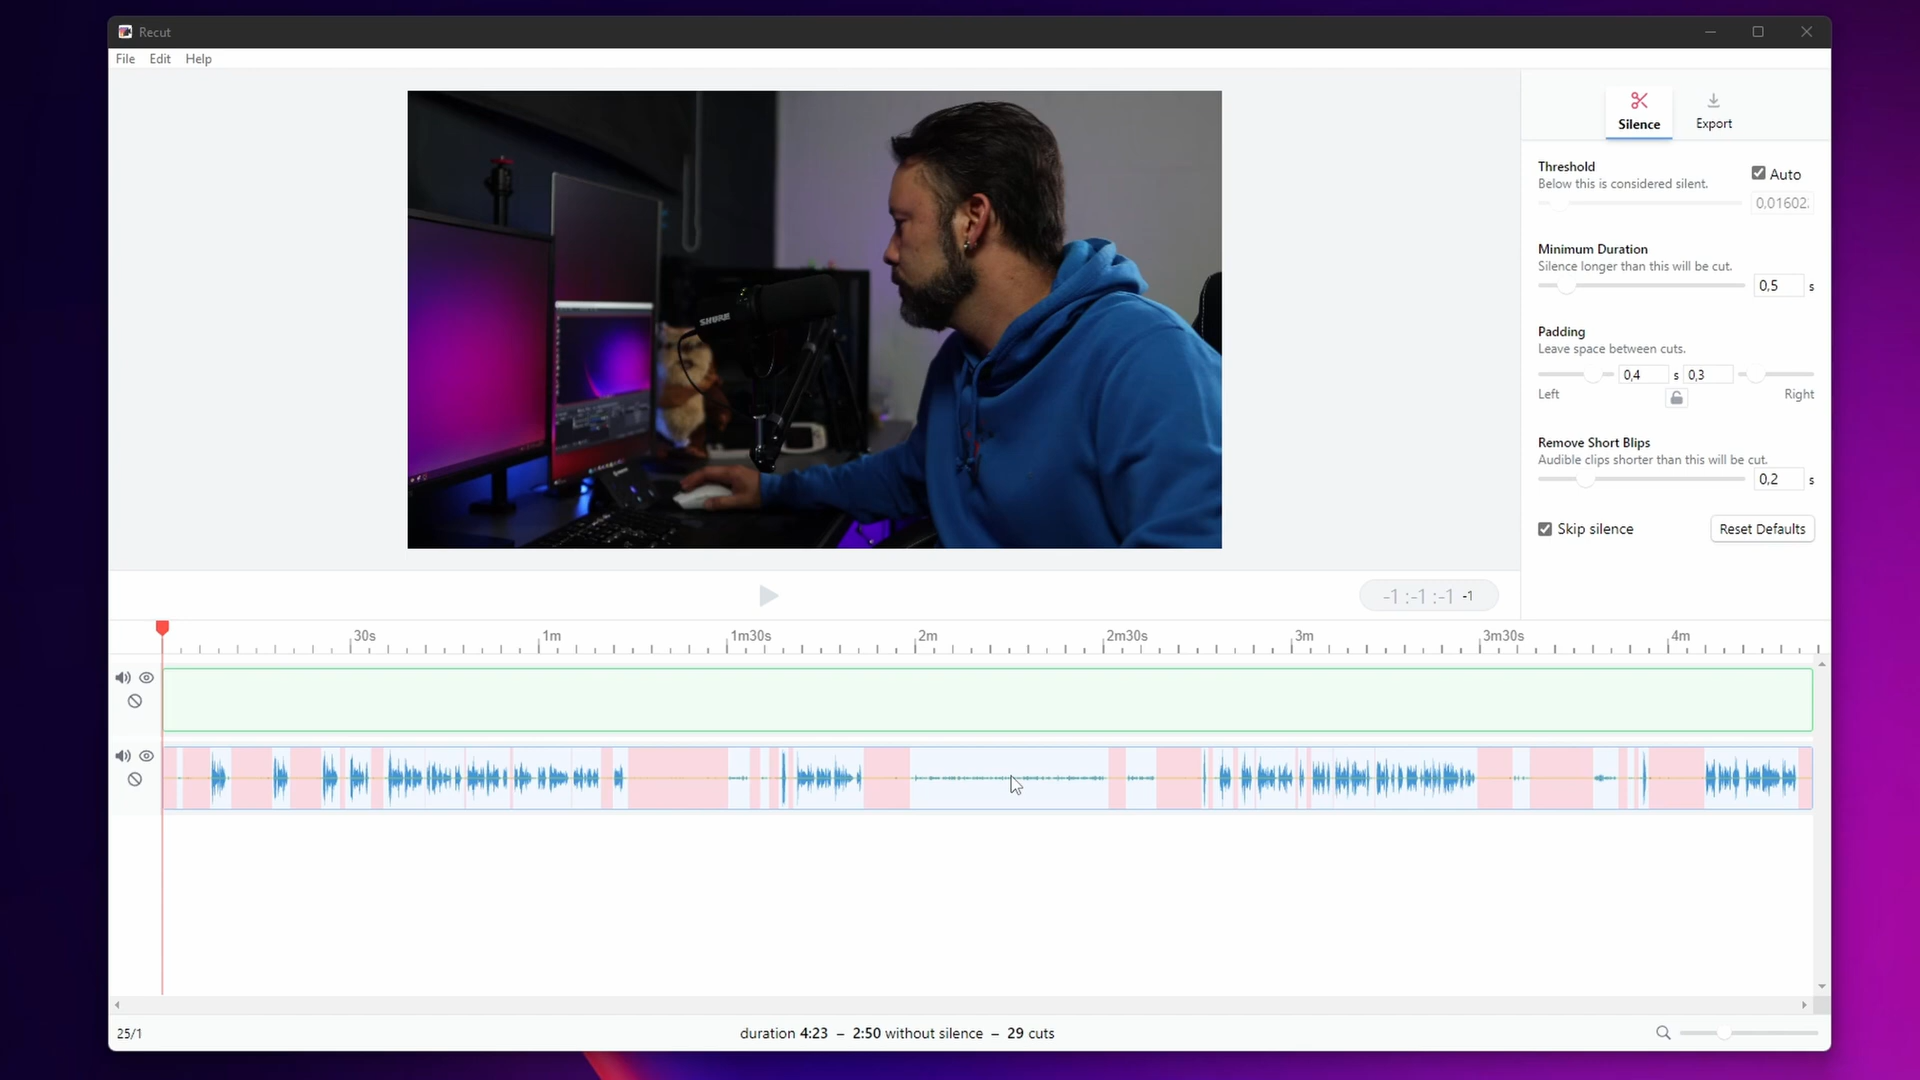 Recut
File Edit Help
SHURE
Silence
Export
Threshold
Below this is considered silent.
Auto
0,01602
Minimum Duration
Silence longer than this will be cut.
0,5 s
Padding
Leave space between cuts.
0,4 s 0,3
Left Right
Remove Short Blips
Audible clips shorter than this will be cut.
0,2 s
Skip silence
Reset Defaults
-1 :-1 :-1 -1
30s 1m 1m30s 2m 2m30s 3m 3m30s 4m
25/1
duration 4:23 – 2:50 without silence – 29 cuts